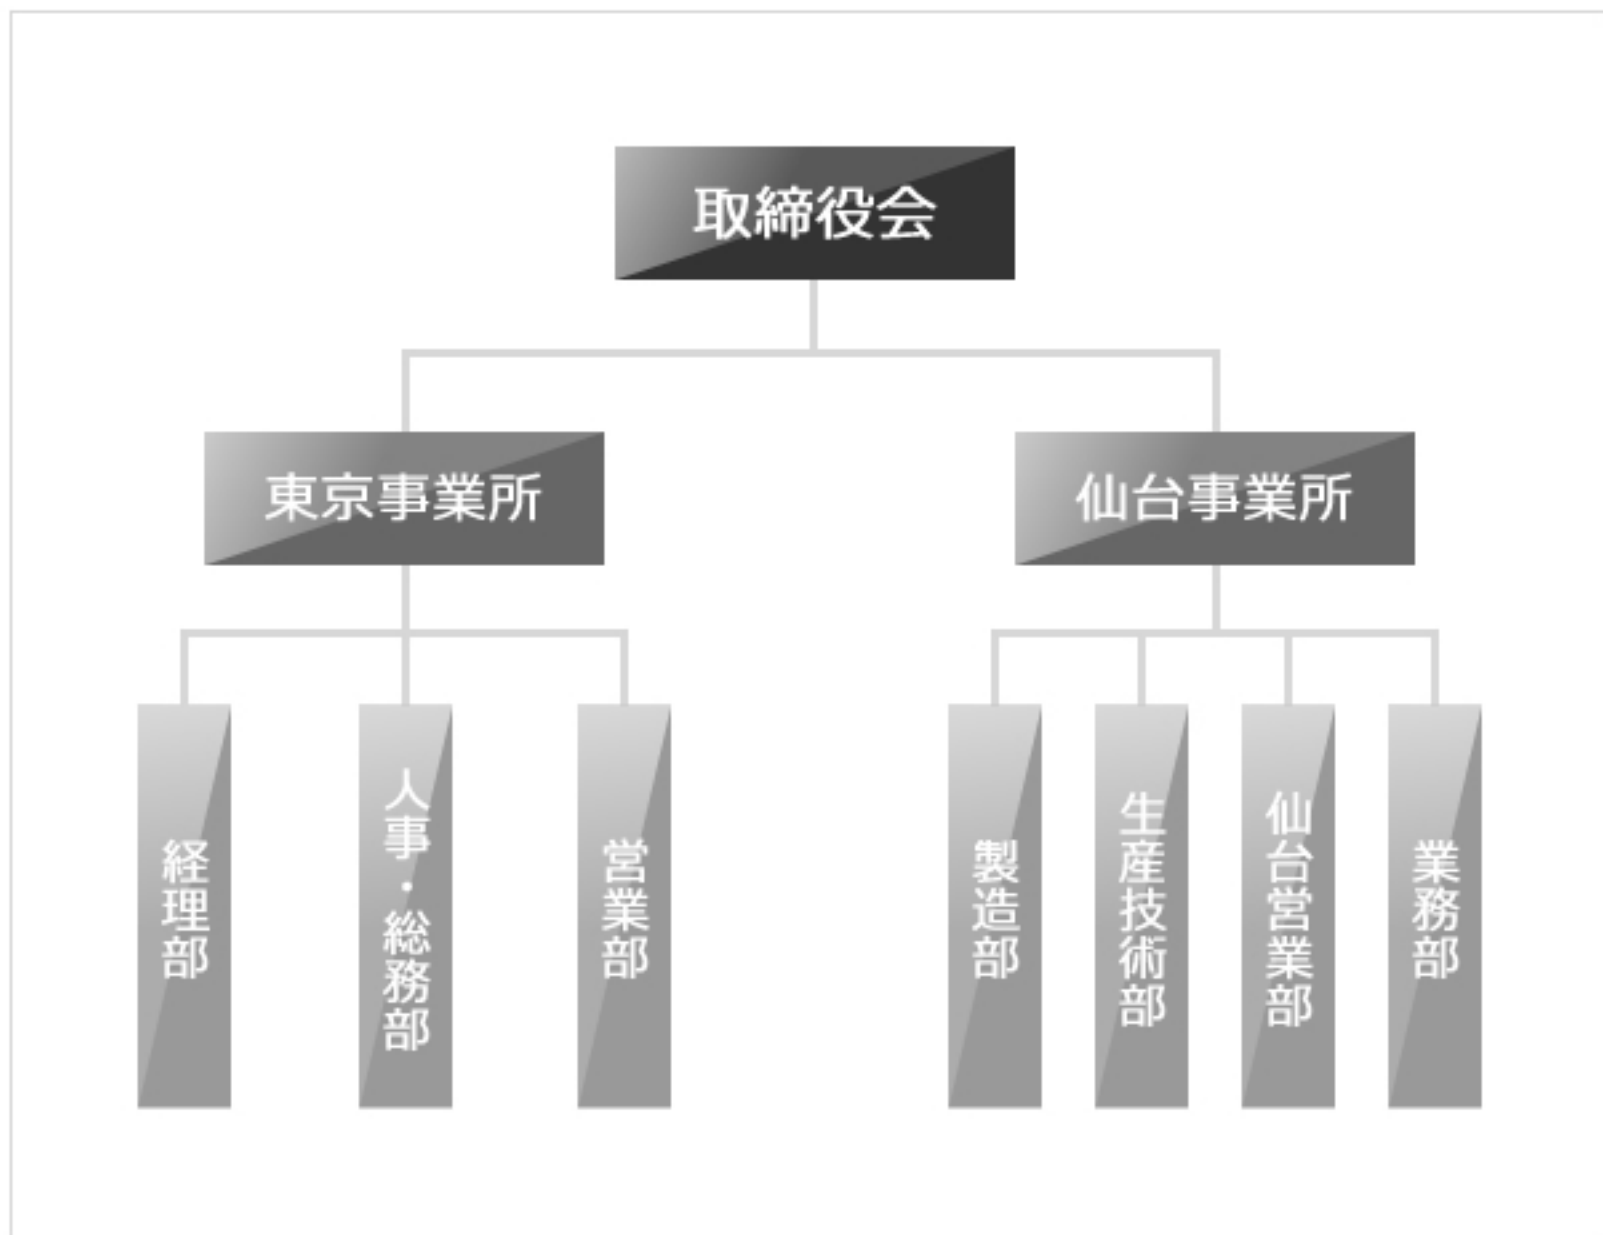 取締役会
東京事業所
仙台事業所
経理部
人事・総務部
営業部
製造部
生産技術部
仙台営業部
業務部